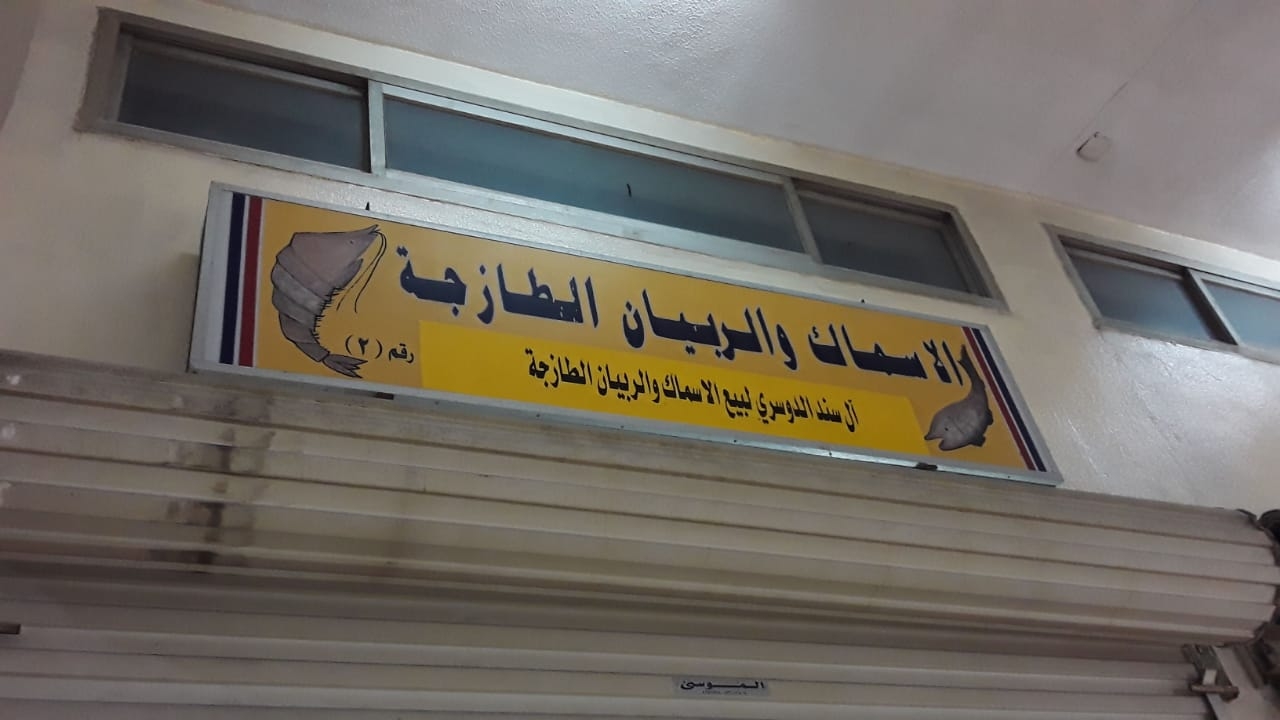 الاسماك والربيان الطازجة
آل سند الدوسري لبيع الاسماك والربيان الطازجة
رقم (٢)
الموسى